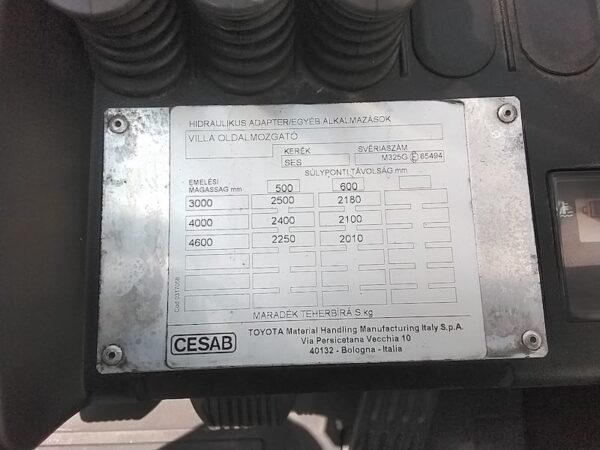 HIDRAULIKUS ADAPTER/EGYÉB ALKALMAZÁSOK
VILLA OLDALMOZGATÓ
KERÉK SVÉRIASZÁM
SES M325G E 65494
SÚLYPONTI TÁVOLSÁG mm
EMELÉSI
MAGASSÁG mm 500 600
3000 2500 2180
4000 2400 2100
4600 2250 2010
MARADÉK TEHERBÍRÁ S kg
CESAB
TOYOTA Material Handling Manufacturing Italy S.p.A.
Via Persicetana Vecchia 10
40132 - Bologna - Italia